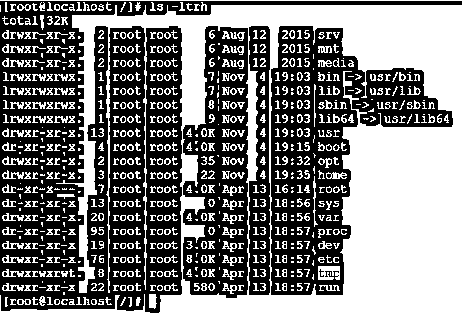 [root@localhost /]# ls -ltrh
total 32K
drwxr-xr-x.  2 root root    6 Aug 12  2015 srv
drwxr-xr-x.  2 root root    6 Aug 12  2015 mnt
drwxr-xr-x.  2 root root    6 Aug 12  2015 media
lrwxrwxrwx.  1 root root    7 Nov  4 19:03 bin -> usr/bin
lrwxrwxrwx.  1 root root    7 Nov  4 19:03 lib -> usr/lib
lrwxrwxrwx.  1 root root    8 Nov  4 19:03 sbin -> usr/sbin
lrwxrwxrwx.  1 root root    9 Nov  4 19:03 lib64 -> usr/lib64
drwxr-xr-x. 13 root root 4.0K Nov  4 19:03 usr
dr-xr-xr-x.  4 root root 4.0K Nov  4 19:15 boot
drwxr-xr-x.  2 root root   35 Nov  4 19:32 opt
drwxr-xr-x.  3 root root   22 Nov  4 19:35 home
dr-xr-x---.  7 root root 4.0K Apr 13 16:14 root
dr-xr-xr-x. 13 root root    0 Apr 13 18:56 sys
drwxr-xr-x. 20 root root 4.0K Apr 13 18:56 var
dr-xr-xr-x. 95 root root    0 Apr 13 18:57 proc
drwxr-xr-x. 19 root root 3.0K Apr 13 18:57 dev
drwxr-xr-x. 76 root root 8.0K Apr 13 18:57 etc
drwxrwxrwt.  8 root root 4.0K Apr 13 18:57 tmp
drwxr-xr-x. 22 root root  580 Apr 13 18:57 run
[root@localhost /]#